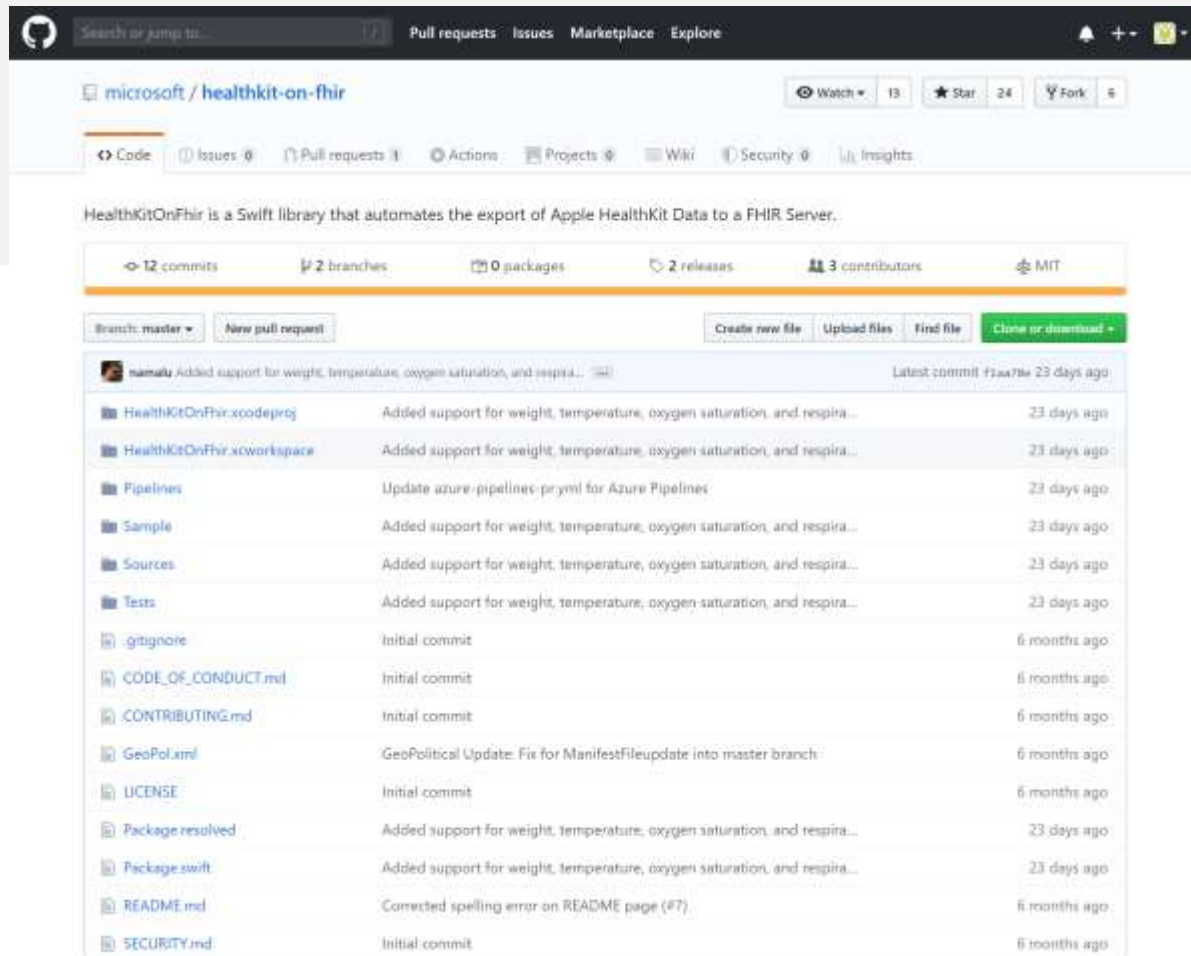 Search or jump to... /
Pull requests Issues Marketplace Explore
microsoft / healthkit-on-fhir
Watch 13 Star 24 Fork 6
Code Issues 0 Pull requests 1 Actions Projects 0 Wiki Security 0 Insights
HealthKitOnFhir is a Swift library that automates the export of Apple HealthKit Data to a FHIR Server.
12 commits 2 branches 0 packages 2 releases 3 contributors MIT
Branch: master New pull request Create new file Upload files Find file Clone or download
namalu Added support for weight, temperature, oxygen saturation, and respira... Latest commit 23 days ago
HealthKitOnFhir.xcodeproj Added support for weight, temperature, oxygen saturation, and respira... 23 days ago
HealthKitOnFhir.xcworkspace Added support for weight, temperature, oxygen saturation, and respira... 23 days ago
Pipelines Update azure-pipelines-pr.yml for Azure Pipelines 23 days ago
Sample Added support for weight, temperature, oxygen saturation, and respira... 23 days ago
Sources Added support for weight, temperature, oxygen saturation, and respira... 23 days ago
Tests Added support for weight, temperature, oxygen saturation, and respira... 23 days ago
.gitignore Initial commit 6 months ago
CODE_OF_CONDUCT.md Initial commit 6 months ago
CONTRIBUTING.md Initial commit 6 months ago
GeoPol.xml GeoPolitical Update: Fix for ManifestFileupdate into master branch 6 months ago
LICENSE Initial commit 6 months ago
Package.resolved Added support for weight, temperature, oxygen saturation, and respira... 23 days ago
Package.swift Added support for weight, temperature, oxygen saturation, and respira... 23 days ago
README.md Corrected spelling error on README page (#7) 6 months ago
SECURITY.md Initial commit 6 months ago